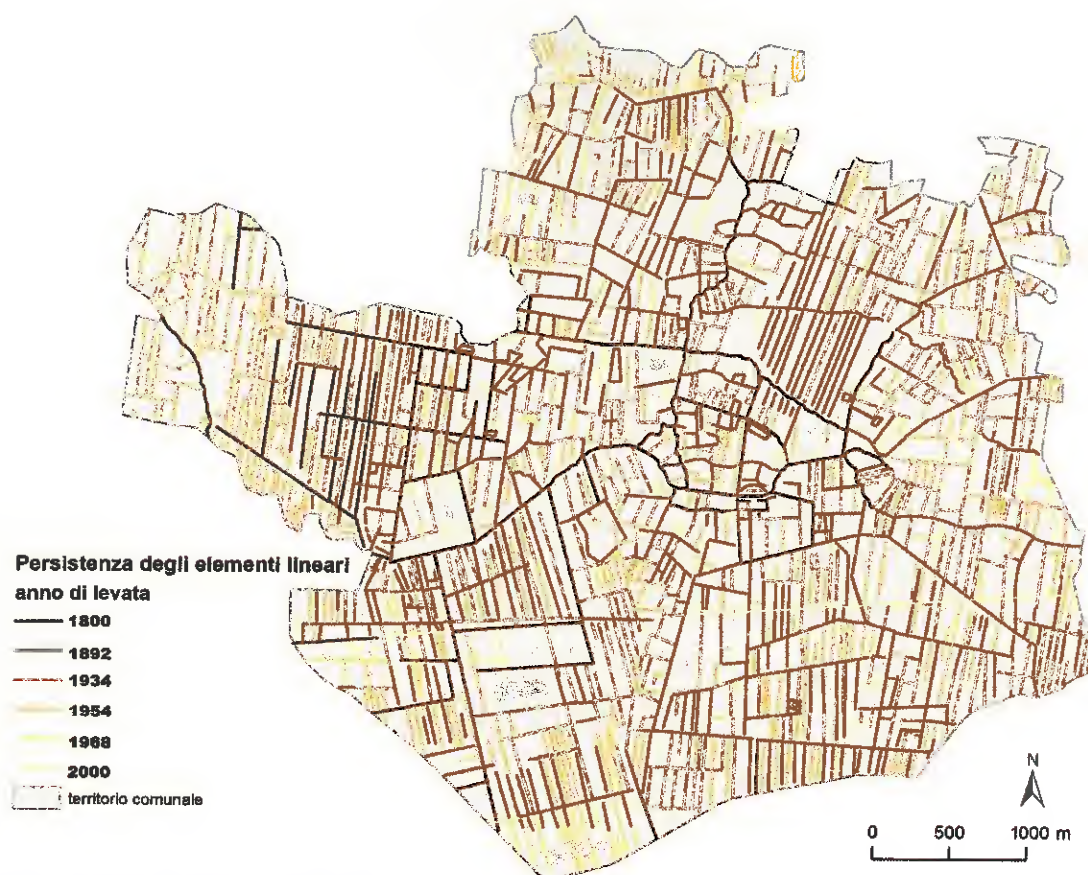 Persistenza degli elementi lineari
anno di levata
1800
1892
1934
1954
1968
2000
territorio comunale
N
0 500 1000 m